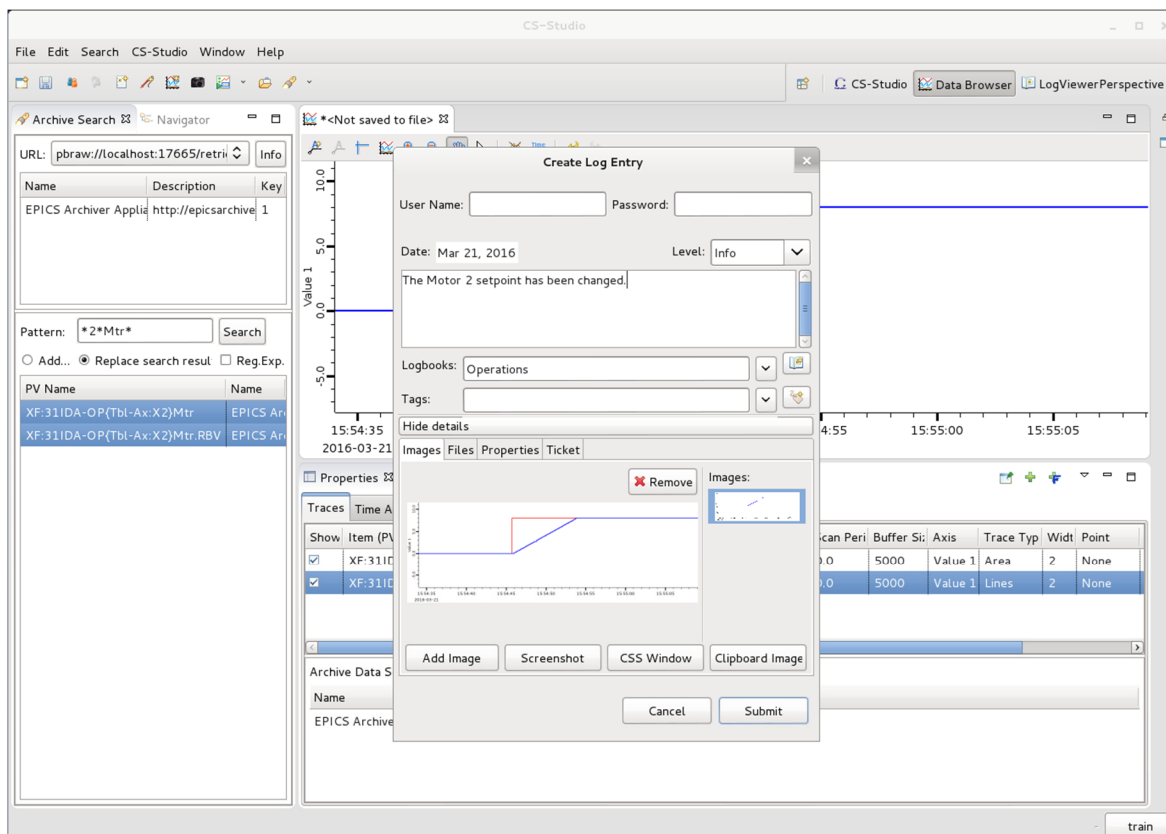 CS-Studio
File Edit Search CS-Studio Window Help
CS-Studio Data Browser LogViewerPerspective
Archive Search Navigator
URL: pbraw://localhost:17665/retri Info
Name Description Key
EPICS Archiver Applia http://epicsarchive 1
Pattern: *2*Mtr* Search
Add... Replace search resul Reg.Exp.
PV Name Name
XF:31IDA-OP{Tbl-Ax:X2}Mtr EPICS Ar
XF:31IDA-OP{Tbl-Ax:X2}Mtr.RBV EPICS Ar
*<Not saved to file>
Value 1
10.0
5.0
0.0
-5.0
15:54:35
2016-03-21
4:55 15:55:00 15:55:05
Create Log Entry
User Name: Password:
Date: Mar 21, 2016 Level: Info
The Motor 2 setpoint has been changed.
Logbooks: Operations
Tags:
Hide details
Images Files Properties Ticket
Remove Images:
Add Image Screenshot CSS Window Clipboard Image
Cancel Submit
Properties
Traces Time A
Show Item (PV Scan Peri Buffer Si: Axis Trace Typ Widt Point
XF:31ID 0.0 5000 Value 1 Area 2 None
XF:31ID 0.0 5000 Value 1 Lines 2 None
Archive Data S
Name
EPICS Archive
train